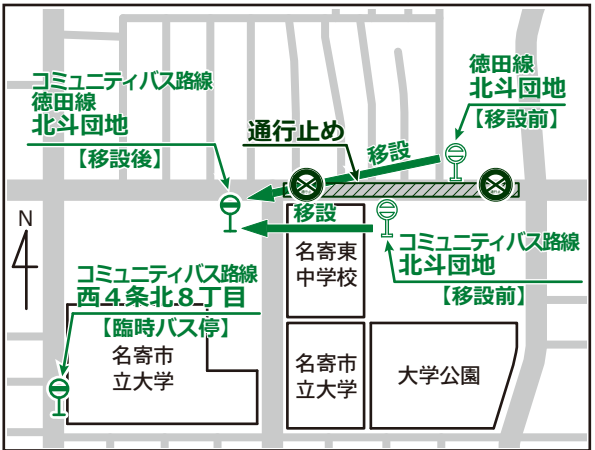 コミュニティバス路線
徳田線
北斗団地
【移設後】
通行止め
移設
徳田線
北斗団地
【移設前】
移設
コミュニティバス路線
北斗団地
【移設前】
N
名寄東
中学校
コミュニティバス路線
西4条北8丁目
【臨時バス停】
名寄市
立大学
名寄市
立大学
大学公園